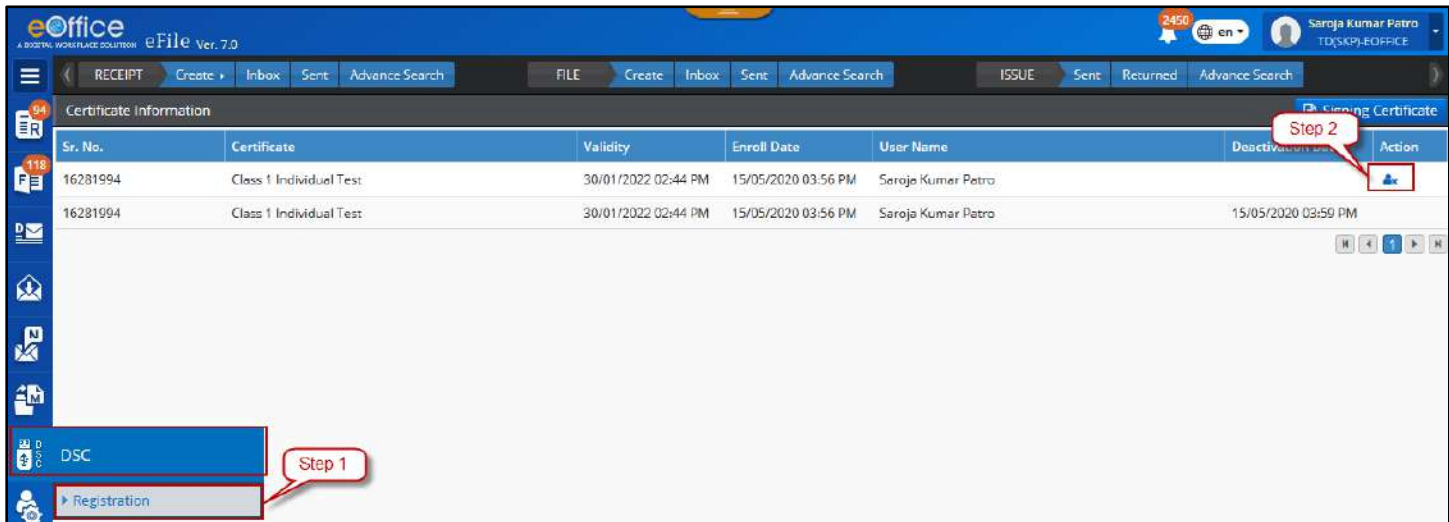 eOffice
A DIGITAL WORKPLACE SOLUTION eFile Ver. 7.0
2450 en Saroja Kumar Patro
TD(SKP)-EOFFICE
RECEIPT Create Inbox Sent Advance Search FILE Create Inbox Sent Advance Search ISSUE Sent Returned Advance Search
94 R Certificate Information Signing Certificate
Step 2
Sr. No. Certificate Validity Enroll Date User Name Action
118 F 16281994 Class 1 Individual Test 30/01/2022 02:44 PM 15/05/2020 03:56 PM Saroja Kumar Patro
16281994 Class 1 Individual Test 30/01/2022 02:44 PM 15/05/2020 03:56 PM Saroja Kumar Patro 15/05/2020 03:59 PM
D
1
N
M
DSC DSC
Step 1
Registration